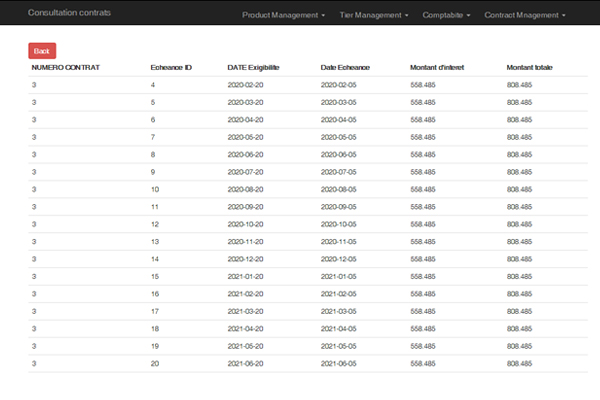 Consultation contrats Product Management Tier Management Comptabite Contract Mnagement
Back
NUMERO CONTRAT Echeance ID DATE Exigibilite Date Echeance Montant d'interet Montant totale
3 4 2020-02-20 2020-02-05 558.485 808.485
3 5 2020-03-20 2020-03-05 558.485 808.485
3 6 2020-04-20 2020-04-05 558.485 808.485
3 7 2020-05-20 2020-05-05 558.485 808.485
3 8 2020-06-20 2020-06-05 558.485 808.485
3 9 2020-07-20 2020-07-05 558.485 808.485
3 10 2020-08-20 2020-08-05 558.485 808.485
3 11 2020-09-20 2020-09-05 558.485 808.485
3 12 2020-10-20 2020-10-05 558.485 808.485
3 13 2020-11-20 2020-11-05 558.485 808.485
3 14 2020-12-20 2020-12-05 558.485 808.485
3 15 2021-01-20 2021-01-05 558.485 808.485
3 16 2021-02-20 2021-02-05 558.485 808.485
3 17 2021-03-20 2021-03-05 558.485 808.485
3 18 2021-04-20 2021-04-05 558.485 808.485
3 19 2021-05-20 2021-05-05 558.485 808.485
3 20 2021-06-20 2021-06-05 558.485 808.485